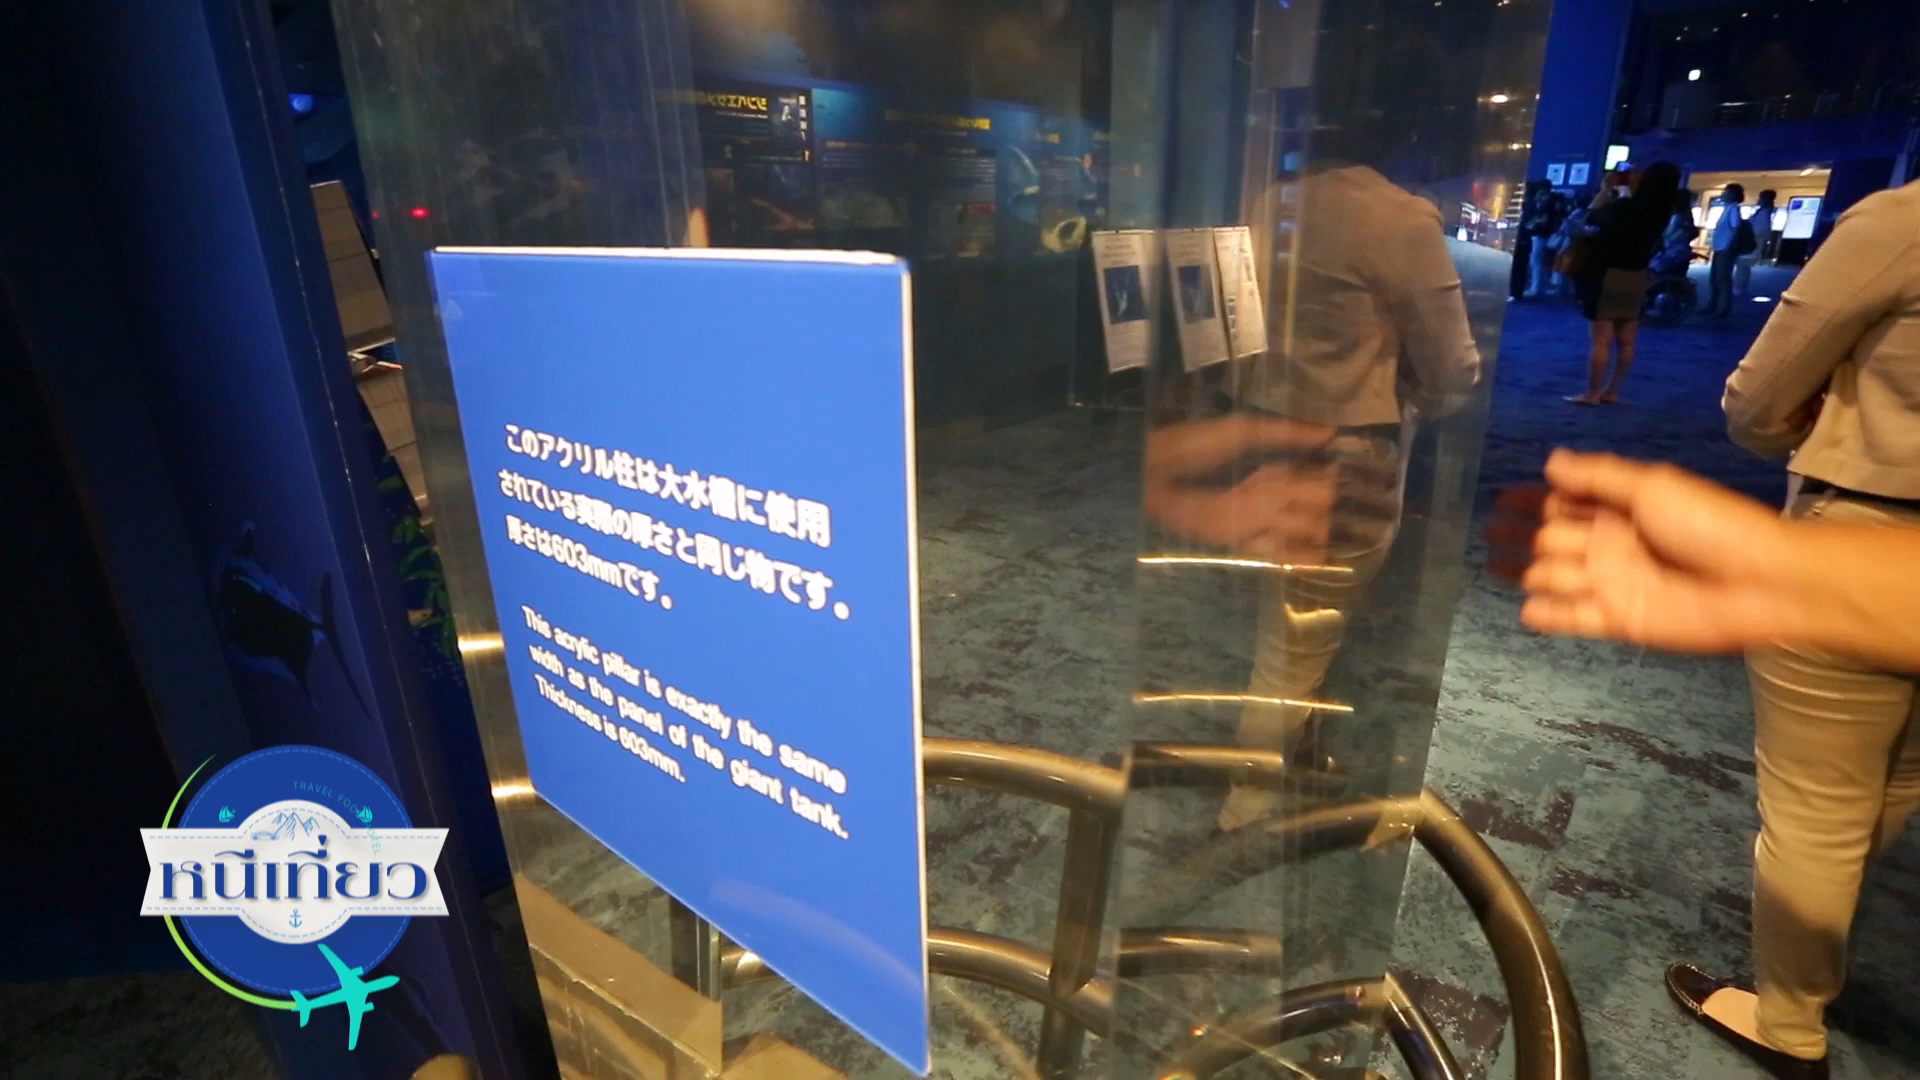 このアクリル柱は大水槽に使用
されている実際の厚さと同じ物です。
厚さは603mmです。
This acrylic pillar is exactly the same
width as the panel of the giant tank.
Thickness is 603mm.
TRAVEL FOOD HOTEL
หนีเที่ยว